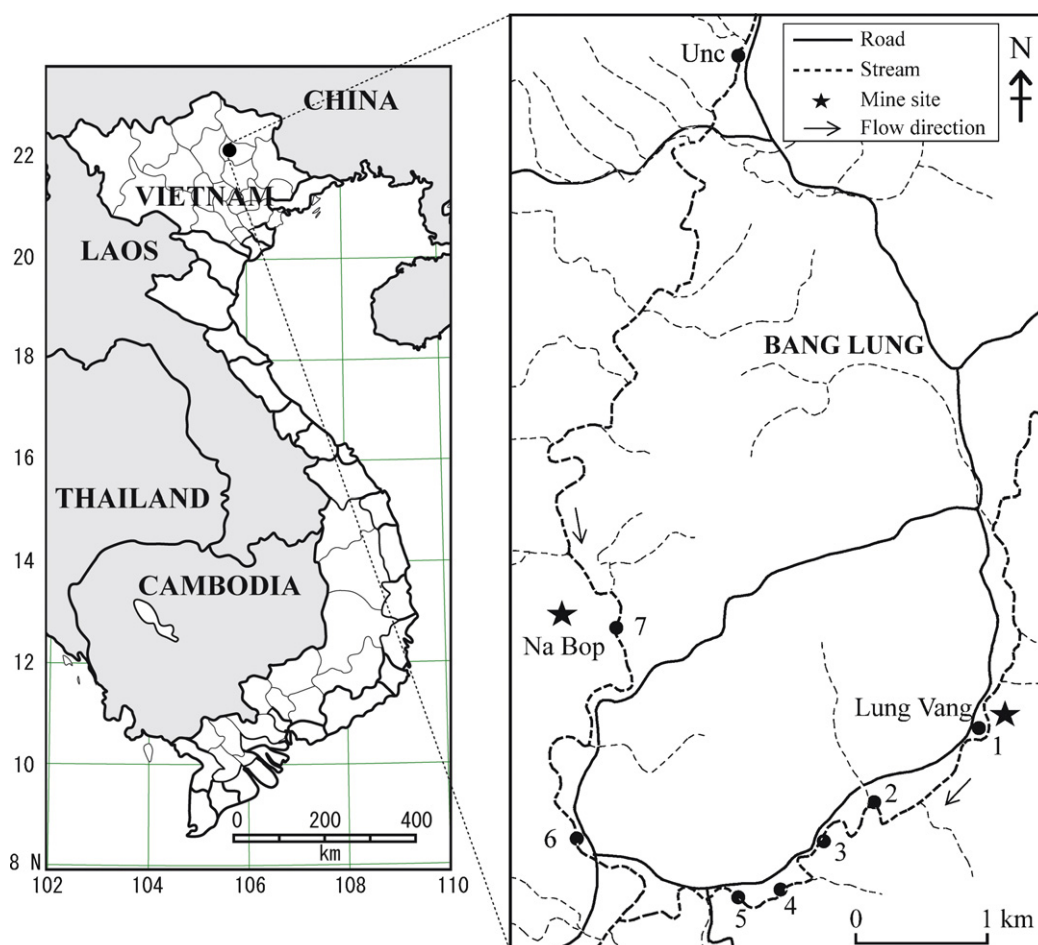 CHINA
22
VIETNAM
LAOS
20
18
16
THAILAND
14
CAMBODIA
12
10
0 200 400
km
8 N
102 104 106 108 110
Unc
Road
Stream
Mine site
Flow direction
N
BANG LUNG
7
Na Bop
Lung Vang
1
2
6
3
4
5
0 1 km